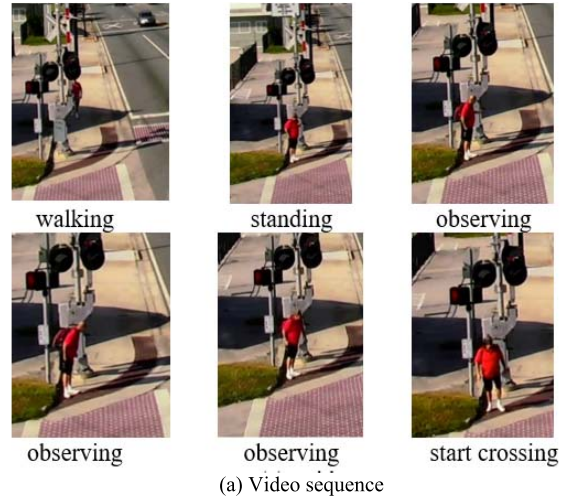 walking
standing
observing
observing
observing
start crossing
(a) Video sequence